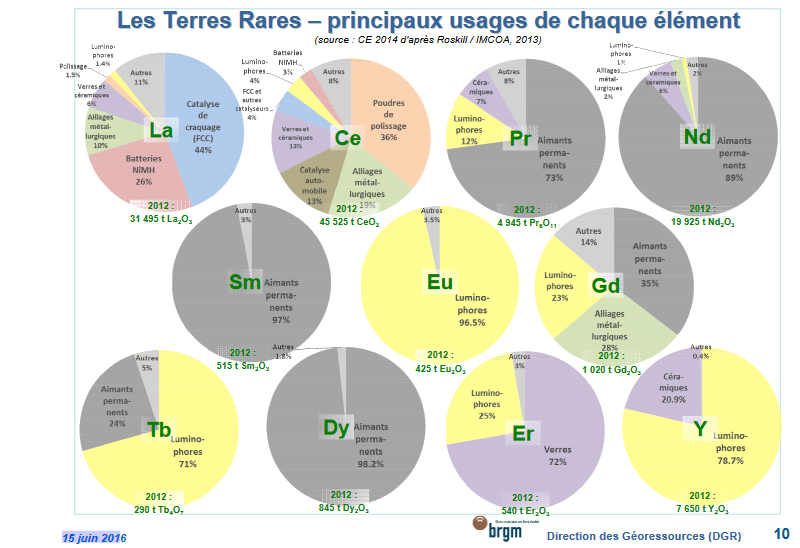 Les Terres Rares – principaux usages de chaque élément
(source : CE 2014 d'après Roskill / IMCOA, 2013)
Lumino-
phores
1.4%
Polissage
1.5%
Verres et
céramiques
6%
Alliages
métal-
lurgiques
10%
Batteries
NiMH
26%
Autres
11%
Catalyse
de
craquage
(FCC)
44%
La
2012 :
31 495 t La2O3
Batteries
NiMH
3%
Lumino-
phores
4%
FCC et
autres
catalyseurs
4%
Verres et
céramiques
13%
Catalyse
auto-
mobile
13%
Autres
8%
Poudres
de
polissage
36%
Alliages
métal-
lurgiques
19%
Ce
2012 :
45 525 t CeO2
Autres
8%
Céra-
miques
7%
Lumino-
phores
12%
Aimants
perma-
nents
73%
Pr
2012 :
4 945 t Pr6O11
Lumino-
phores
1%
Alliages
métal-
lurgiques
2%
Verres et
céramiques
6%
Autres
2%
Aimants
perma-
nents
89%
Nd
2012 :
19 925 t Nd2O3
Autres
3%
Sm
Aimants
perma-
nents
97%
2012 :
515 t Sm2O3
Autres
3.5%
Eu
Lumino-
phores
96.5%
2012 :
425 t Eu2O3
Autres
14%
Lumino-
phores
23%
Aimants
perma-
nents
35%
Alliages
métal-
lurgiques
28%
Gd
2012 :
1 020 t Gd2O3
Autres
5%
Aimants
perma-
nents
24%
Tb
Lumino-
phores
71%
2012 :
290 t Tb4O7
Autres
1.8%
Dy
Aimants
perma-
nents
98.2%
2012 :
845 t Dy2O3
Autres
3%
Lumino-
phores
25%
Er
Verres
72%
2012 :
540 t Er2O3
Autres
0.4%
Céra-
miques
20.9%
Y
Lumino-
phores
78.7%
2012 :
7 650 t Y2O3
15 juin 2016
brgm
Direction des Géoressources (DGR)
10